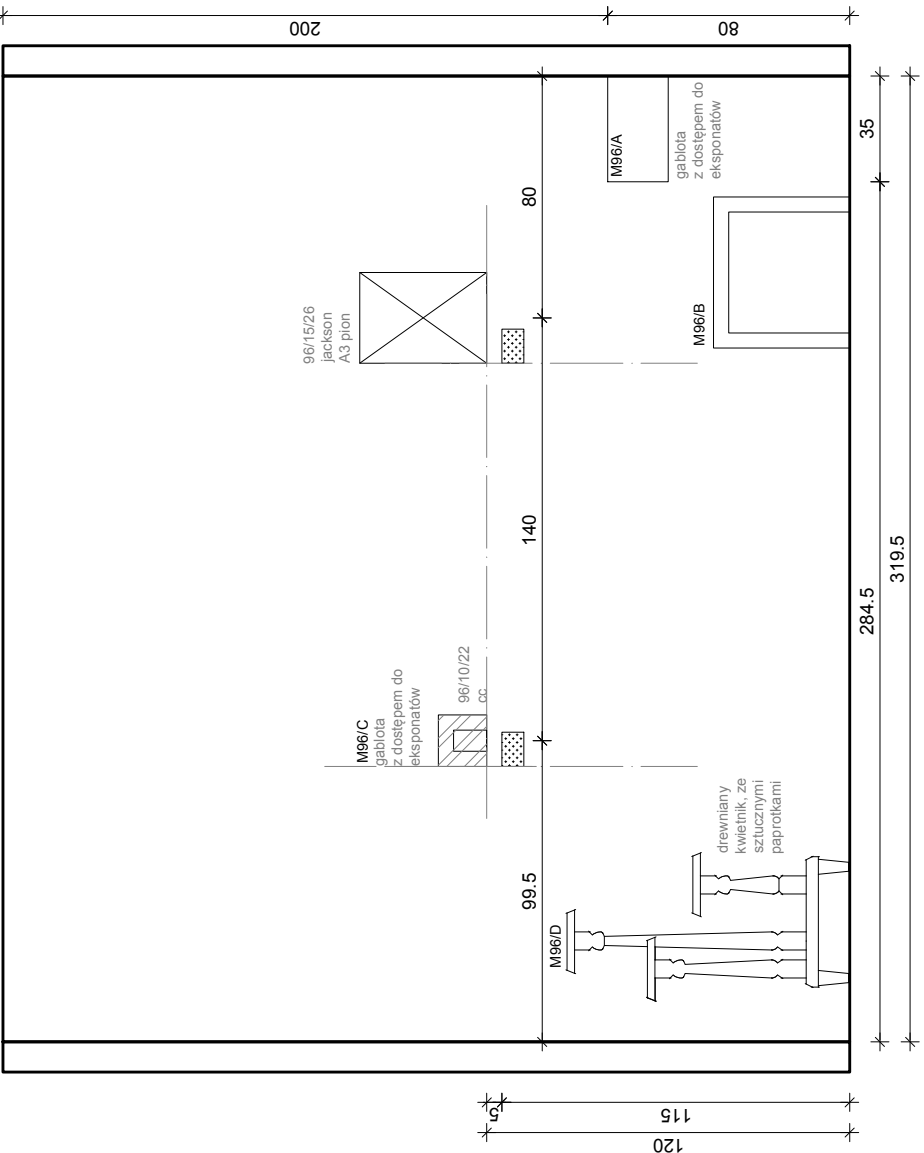 200
80
96/15/26
jackson
A3 pion
M96/A
gablota
z dostępem do
eksponatów
80
35
M96/B
140
284.5
319.5
M96/C
gablota
z dostępem do
eksponatów
96/10/22
cc
99.5
M96/D
drewniany
kwietnik, ze
sztucznymi
paprotkami
5
115
120